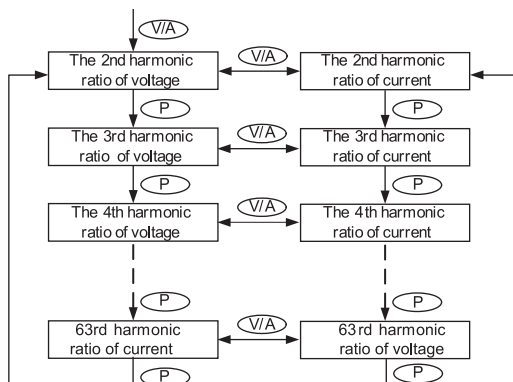 V/A
The 2nd harmonic
ratio of voltage
V/A
The 2nd harmonic
ratio of current
P
P
The 3rd harmonic
ratio of voltage
V/A
The 3rd harmonic
ratio of current
P
P
The 4th harmonic
ratio of voltage
V/A
The 4th harmonic
ratio of current
P
P
63rd harmonic
ratio of current
V/A
63rd harmonic
ratio of voltage
P
P